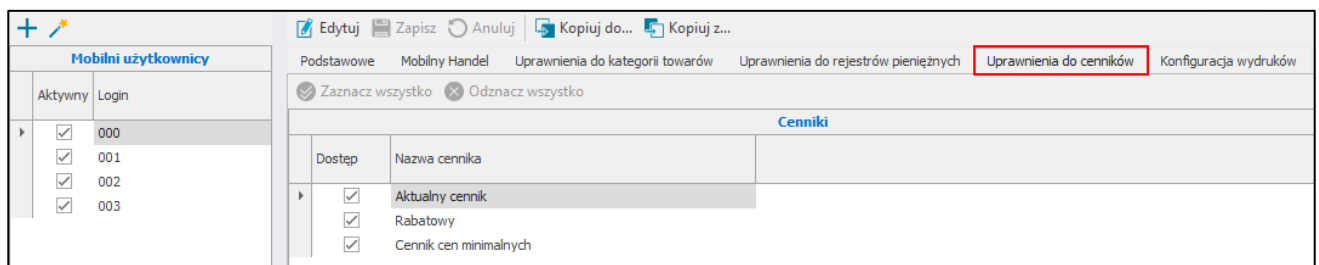 Edytuj Zapisz Anuluj Kopiuj do... Kopiuj z...
Mobilni użytkownicy
Podstawowe Mobilny Handel Uprawnienia do kategorii towarów Uprawnienia do rejestrów pieniężnych Uprawnienia do cenników Konfiguracja wydruków
Aktywny Login
Zaznacz wszystko Odznacz wszystko
Cenniki
Dostęp Nazwa cennika
000
001
002
003
Aktualny cennik
Rabatowy
Cennik cen minimalnych